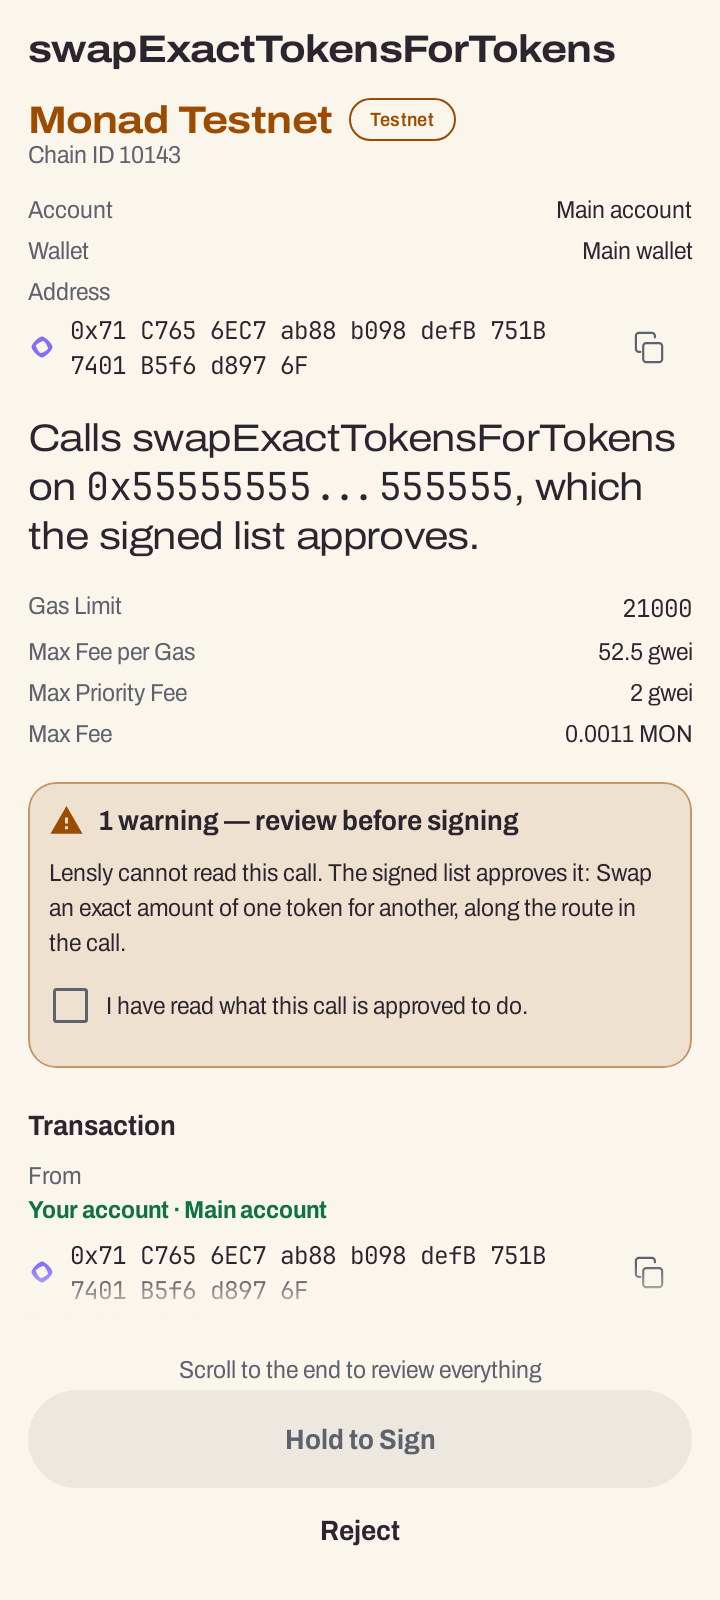 swapExactTokensForTokens
Monad Testnet Testnet
Chain ID 10143
Account Main account
Wallet Main wallet
Address
0x71 C765 6EC7 ab88 b098 defB 751B
7401 B5f6 d897 6F
Calls swapExactTokensForTokens
on 0x55555555...555555, which
the signed list approves.
Gas Limit 21000
Max Fee per Gas 52.5 gwei
Max Priority Fee 2 gwei
Max Fee 0.0011 MON
1 warning — review before signing
Lensly cannot read this call. The signed list approves it: Swap
an exact amount of one token for another, along the route in
the call.
I have read what this call is approved to do.
Transaction
From
Your account · Main account
0x71 C765 6EC7 ab88 b098 defB 751B
7401 B5f6 d897 6F
Scroll to the end to review everything
Hold to Sign
Reject